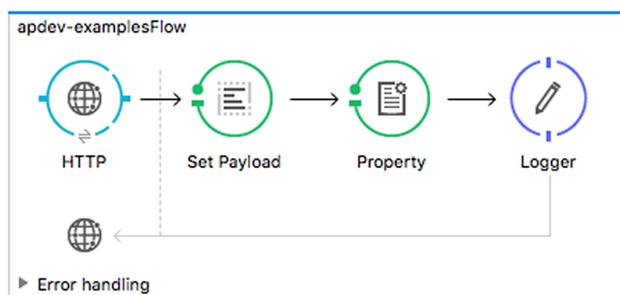 apdev-examplesFlow
HTTP
Set Payload
Property
Logger
Error handling